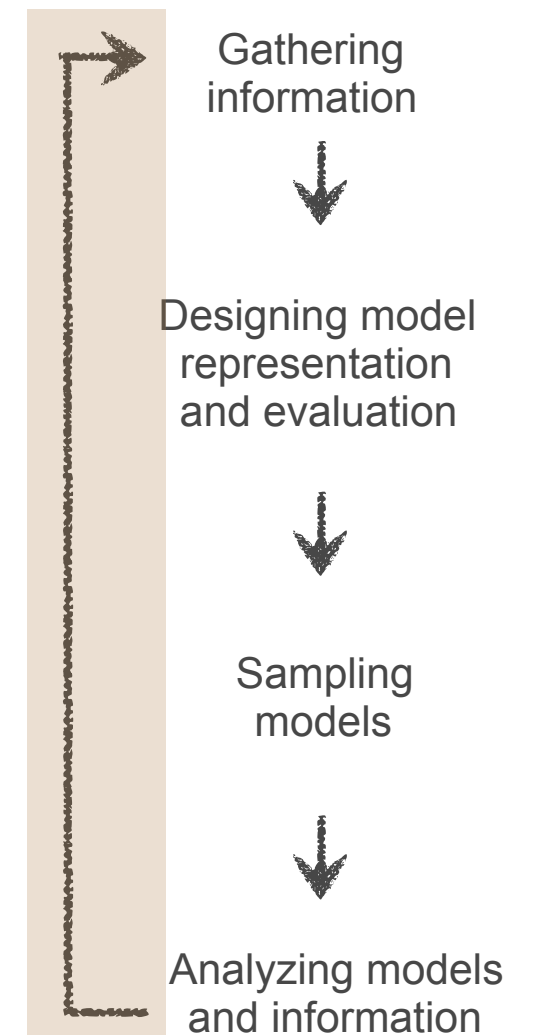 Gathering
information
Designing model
representation
and evaluation
Sampling
models
Analyzing models
and information